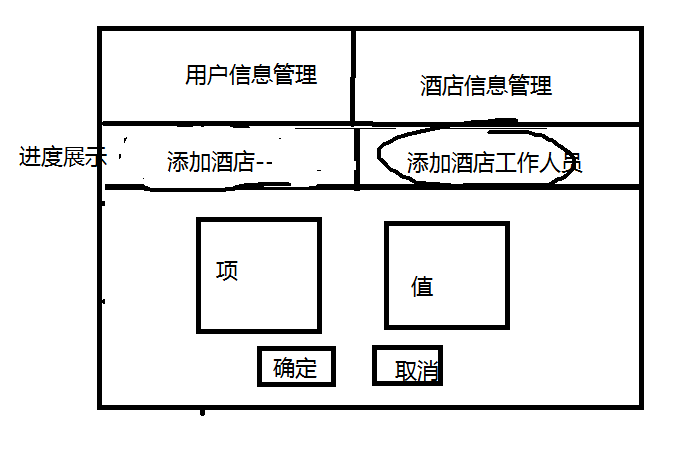 用户信息管理
酒店信息管理
进度展示，
添加酒店--
添加酒店工作人员
项
值
确定
取消